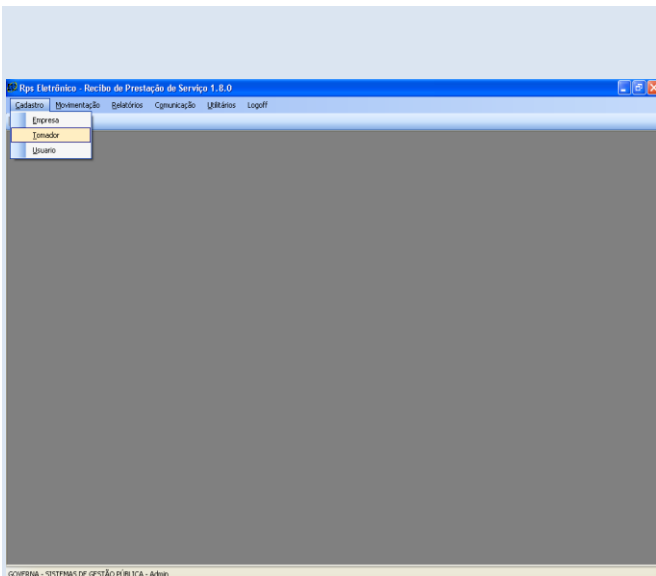 Rps Eletrônico - Recibo de Prestação de Serviço 1.8.0
Cadastro Movimentação Relatórios Comunicação Utilitários Logoff
Empresa
Tomador
Usuario
GOVERNA - SISTEMAS DE GESTÃO PÚBLICA - Admin